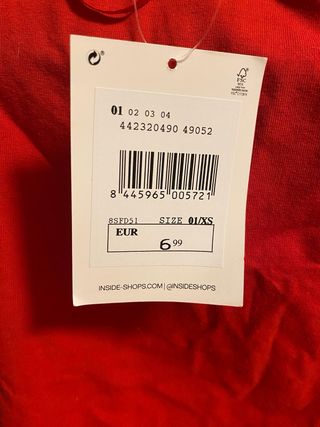 FSC
01 02 03 04
442320490 49052
8 445965 005721
8SFD51 SIZE 01/XS
EUR
6.99
INSIDE-SHOPS.COM | @INSIDESHOPS